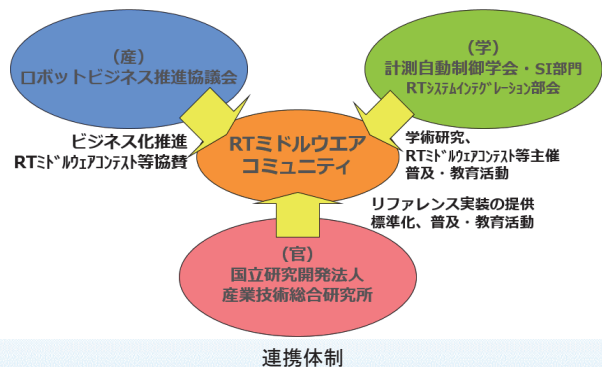 （産）
ロボットビジネス推進協議会
（学）
計測自動制御学会・SI部門
RTｼｽﾃﾑｲﾝﾃｸﾞﾚｰｼｮﾝ部会
ビジネス化推進
RTﾐﾄﾞﾙｳｪｱｺﾝﾃｽﾄ等協賛
RTミドルウエア
コミュニティ
学術研究、
RTﾐﾄﾞﾙｳｪｱｺﾝﾃｽﾄ等主催
普及・教育活動
リファレンス実装の提供
標準化、普及・教育活動
（官）
国立研究開発法人
産業技術総合研究所
連携体制